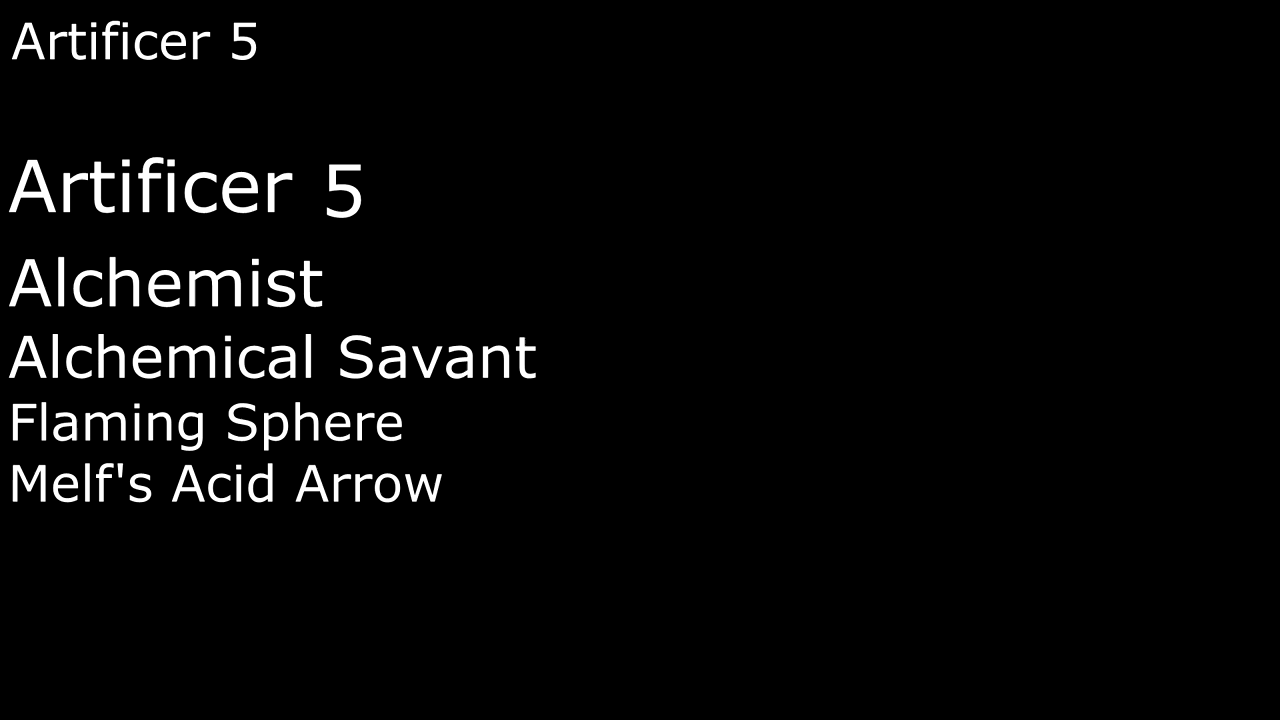 Artificer 5
Artificer 5
Alchemist
Alchemical Savant
Flaming Sphere
Melf's Acid Arrow